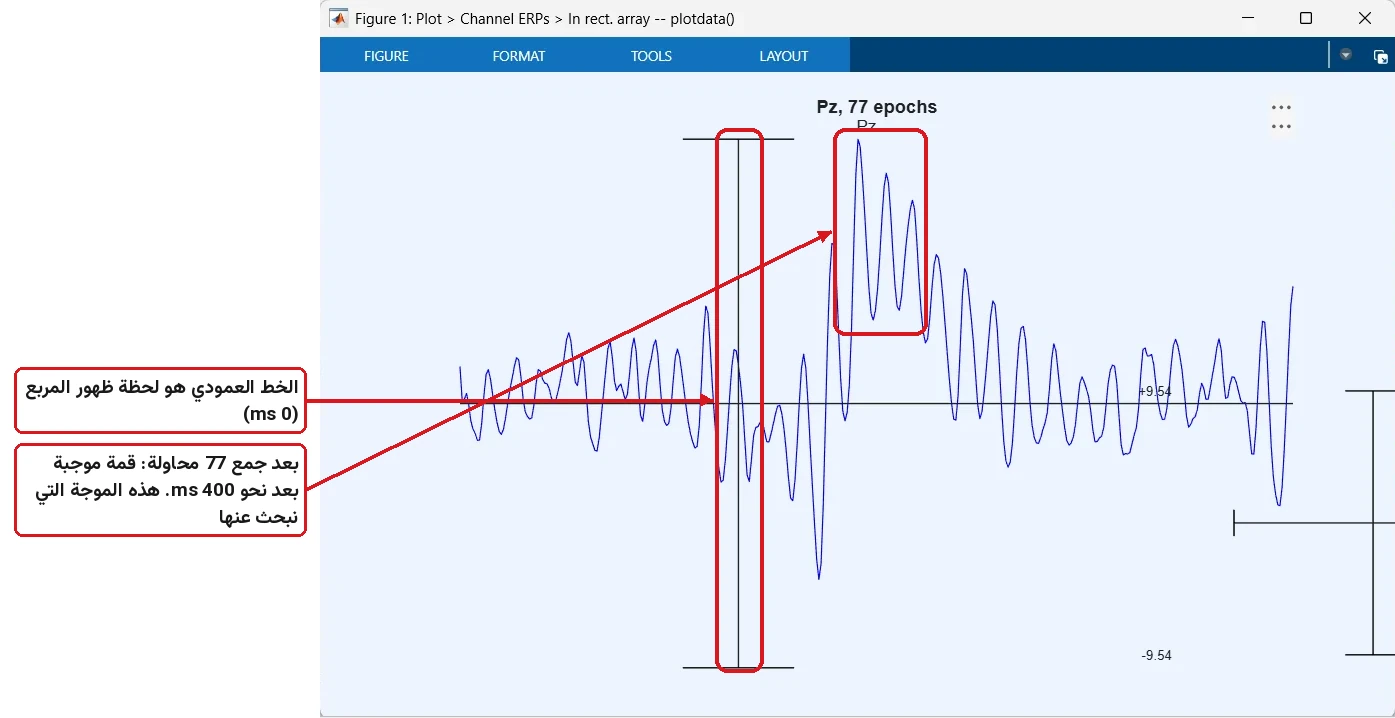 Figure 1: Plot > Channel ERPs > In rect. array -- plotdata()
FIGURE FORMAT TOOLS LAYOUT
Pz, 77 epochs
Pz
الخط العمودي هو لحظة ظهور المربع
(0 ms)
+9.54
بعد جمع 77 محاولة: قمة موجبة
بعد نحو 400 ms. هذه الموجة التي
نبحث عنها
-9.54